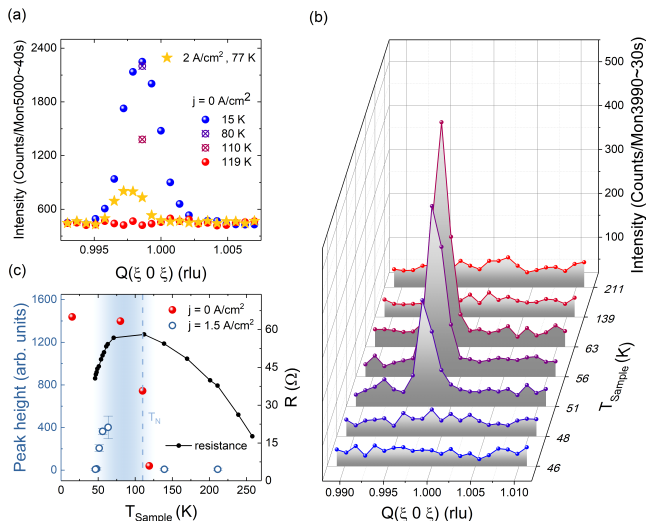 (a)
Intensity (Counts/Mon5000~40s)
2400
1800
1200
600
0.995
1.000
1.005
Q(ξ 0 ξ) (rlu)
2 A/cm², 77 K
j = 0 A/cm²
15 K
80 K
110 K
119 K
(b)
500
400
300
200
100
0
Intensity (Counts/Mon3990~30s)
211
139
63
56
51
48
46
T_Sample (K)
0.990
0.995
1.000
1.005
1.010
Q(ξ 0 ξ) (rlu)
(c)
Peak height (arb. units)
1600
1200
800
400
0
j = 0 A/cm²
j = 1.5 A/cm²
T_N
resistance
60
45
30
15
0
R (Ω)
0
50
100
150
200
250
T_Sample (K)